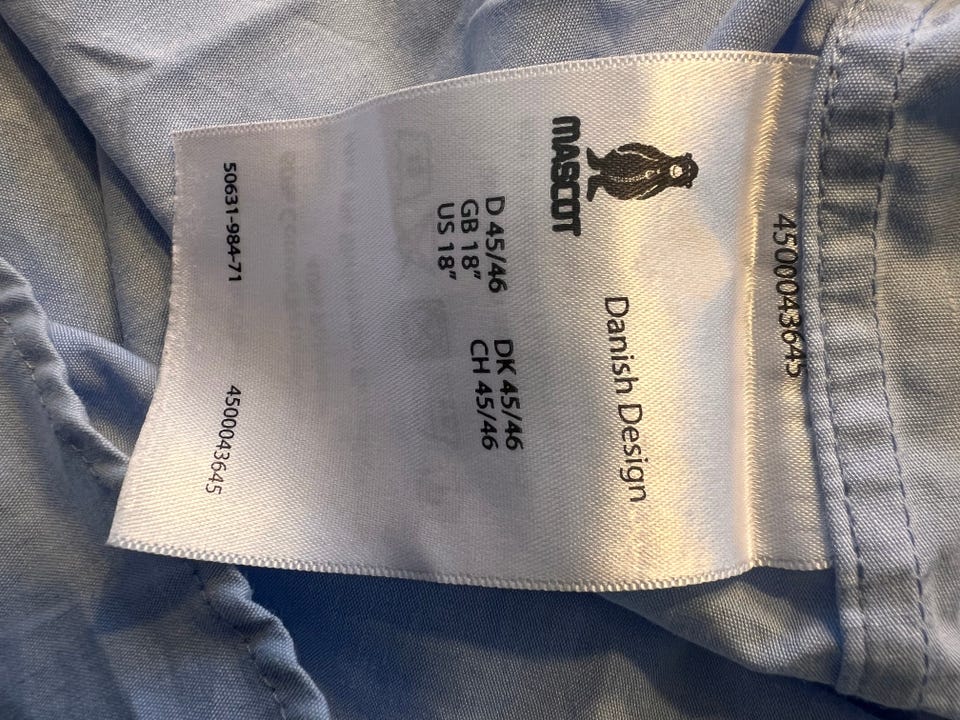 4500043645
MASCOT
Danish Design
D 45/46 DK 45/46
GB 18" CH 45/46
US 18"
50631-984-71 4500043645